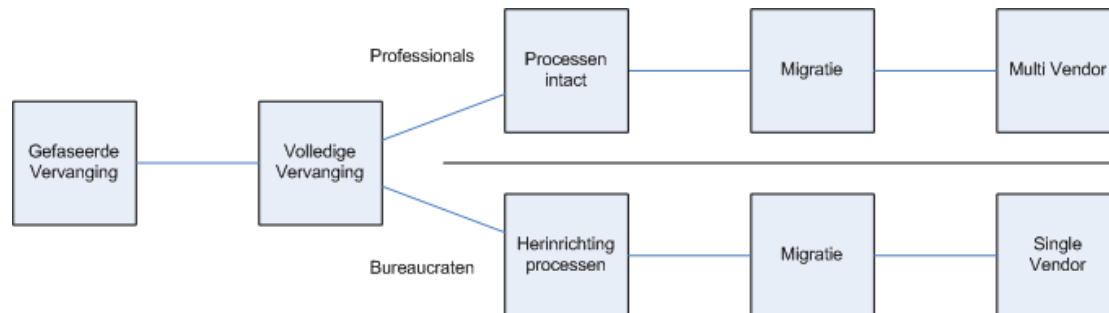 Professionals
Processen
intact
Migratie
Multi Vendor
Gefaseerde
Vervanging
Volledige
Vervanging
Bureaucraten
Herinrichting
processen
Migratie
Single
Vendor